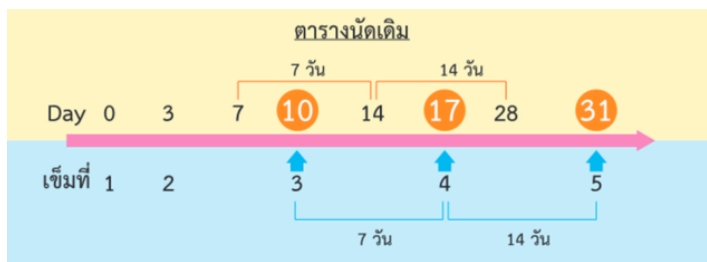 ตารางนัดเดิม
7 วัน 14 วัน
Day 0 3 7 10 14 17 28 31
เข็มที่ 1 2 3 4 5
7 วัน 14 วัน